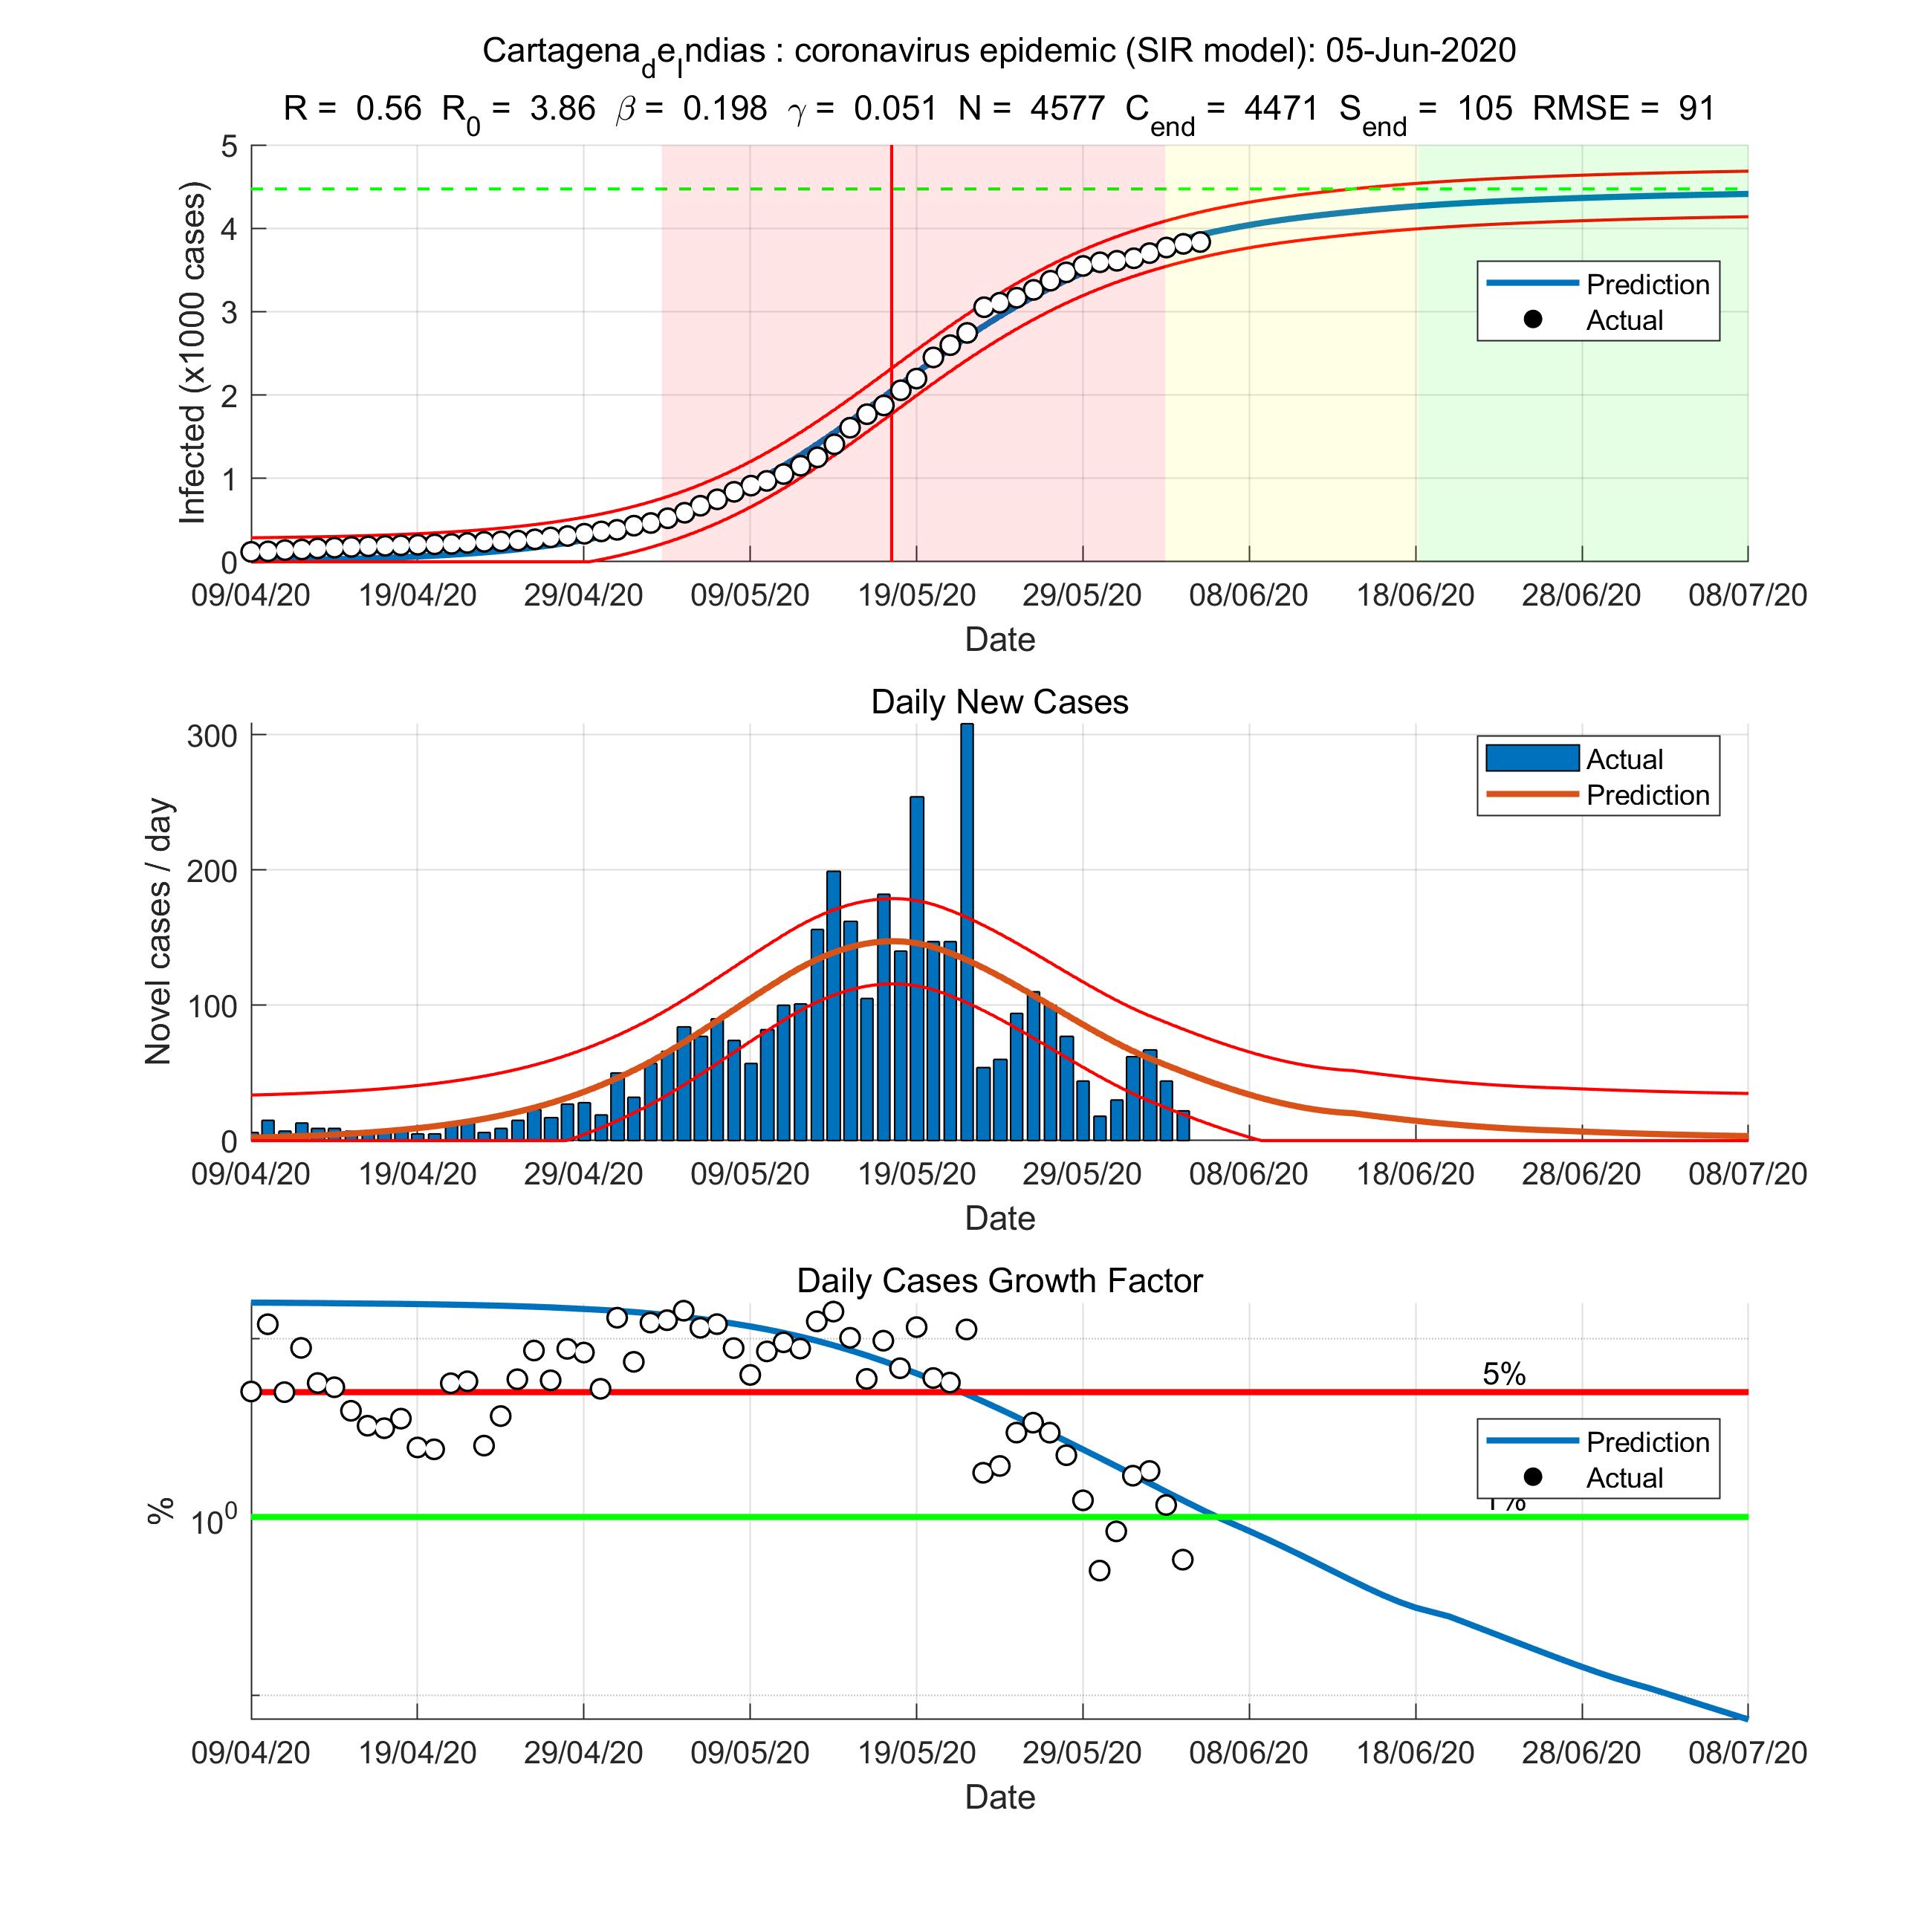 Cartagena_de_Indias : coronavirus epidemic (SIR model): 05-Jun-2020
R = 0.56 R₀ = 3.86 β = 0.198 γ = 0.051 N = 4577 C_end = 4471 S_end = 105 RMSE = 91
Infected (x1000 cases)
5
4
3
2
1
0
Prediction
Actual
09/04/20 19/04/20 29/04/20 09/05/20 19/05/20 29/05/20 08/06/20 18/06/20 28/06/20 08/07/20
Date
Daily New Cases
Novel cases / day
300
200
100
0
Actual
Prediction
09/04/20 19/04/20 29/04/20 09/05/20 19/05/20 29/05/20 08/06/20 18/06/20 28/06/20 08/07/20
Date
Daily Cases Growth Factor
%
10⁰
5%
Prediction
Actual
1%
09/04/20 19/04/20 29/04/20 09/05/20 19/05/20 29/05/20 08/06/20 18/06/20 28/06/20 08/07/20
Date